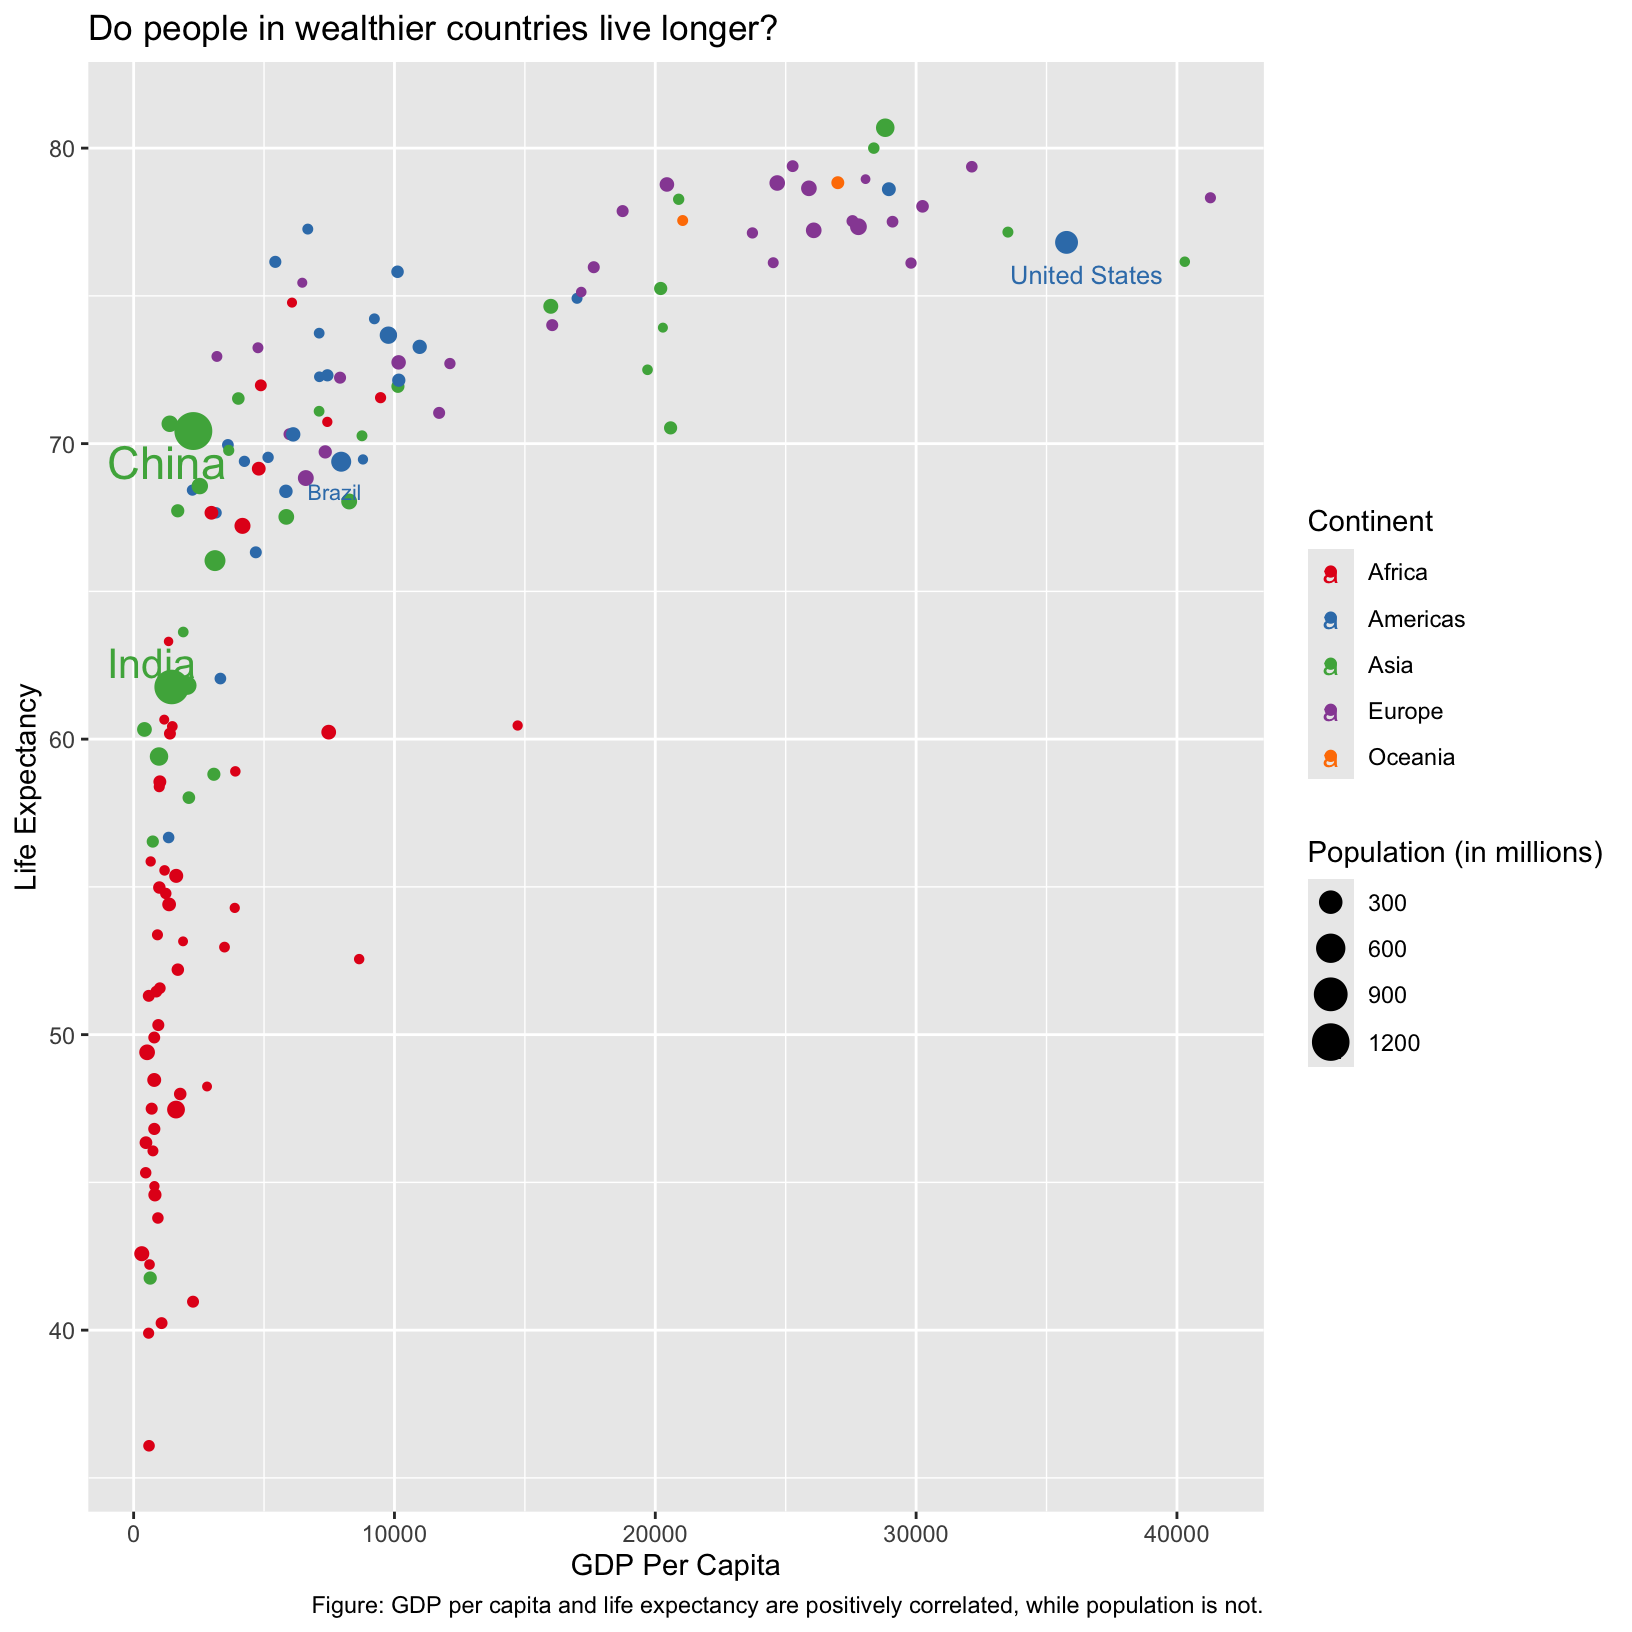 Do people in wealthier countries live longer?
80
70
60
50
40
Life Expectancy
United States
China
Brazil
India
0 10000 20000 30000 40000
GDP Per Capita
Figure: GDP per capita and life expectancy are positively correlated, while population is not.
Continent
a Africa
a Americas
a Asia
a Europe
a Oceania
Population (in millions)
300
600
900
1200